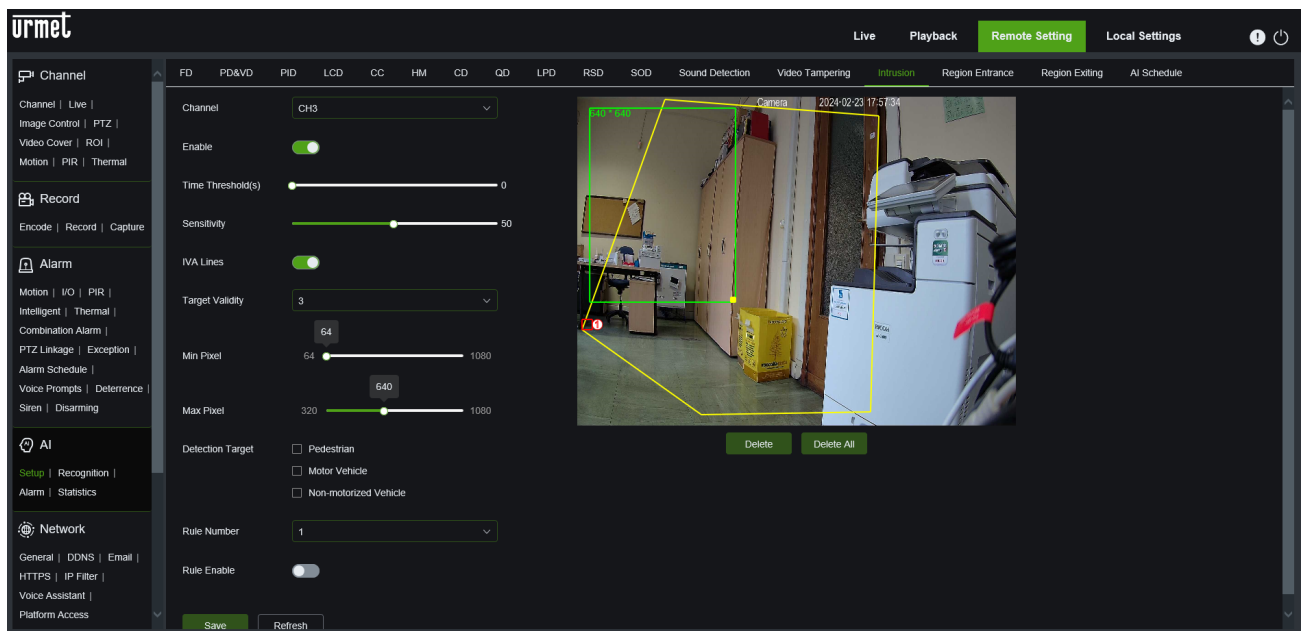 urmet
Live Playback Remote Setting Local Settings
Channel
Channel | Live |
Image Control | PTZ |
Video Cover | ROI |
Motion | PIR | Thermal
Record
Encode | Record | Capture
Alarm
Motion | I/O | PIR |
Intelligent | Thermal |
Combination Alarm |
PTZ Linkage | Exception |
Alarm Schedule |
Voice Prompts | Deterrence |
Siren | Disarming
AI
Setup | Recognition |
Alarm | Statistics
Network
General | DDNS | Email |
HTTPS | IP Filter |
Voice Assistant |
Platform Access
FD PD&VD PID LCD CC HM CD QD LPD RSD SOD Sound Detection Video Tampering Intrusion Region Entrance Region Exiting AI Schedule
Channel CH3
Enable
Time Threshold(s) 0
Sensitivity 50
IVA Lines
Target Validity 3
64
Min Pixel 64 1080
640
Max Pixel 320 1080
Detection Target Pedestrian
Motor Vehicle
Non-motorized Vehicle
Rule Number 1
Rule Enable
Save Refresh
Camera 2024-02-23 17:57:34
640 * 640
1
5
Delete Delete All